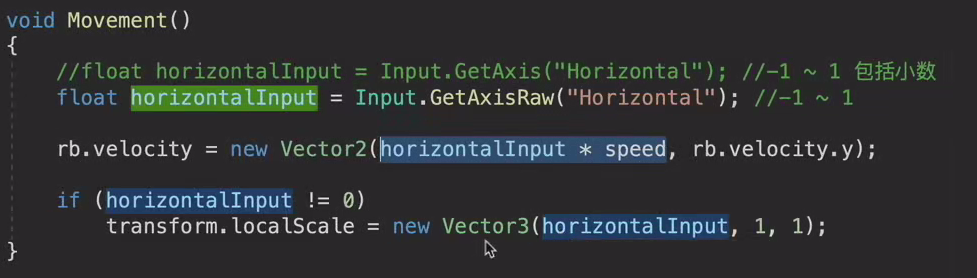 void Movement()
{
//float horizontalInput = Input.GetAxis("Horizontal"); //-1 ~ 1 包括小数
float horizontalInput = Input.GetAxisRaw("Horizontal"); //-1 ~ 1
rb.velocity = new Vector2(horizontalInput * speed, rb.velocity.y);
if (horizontalInput != 0)
transform.localScale = new Vector3(horizontalInput, 1, 1);
}